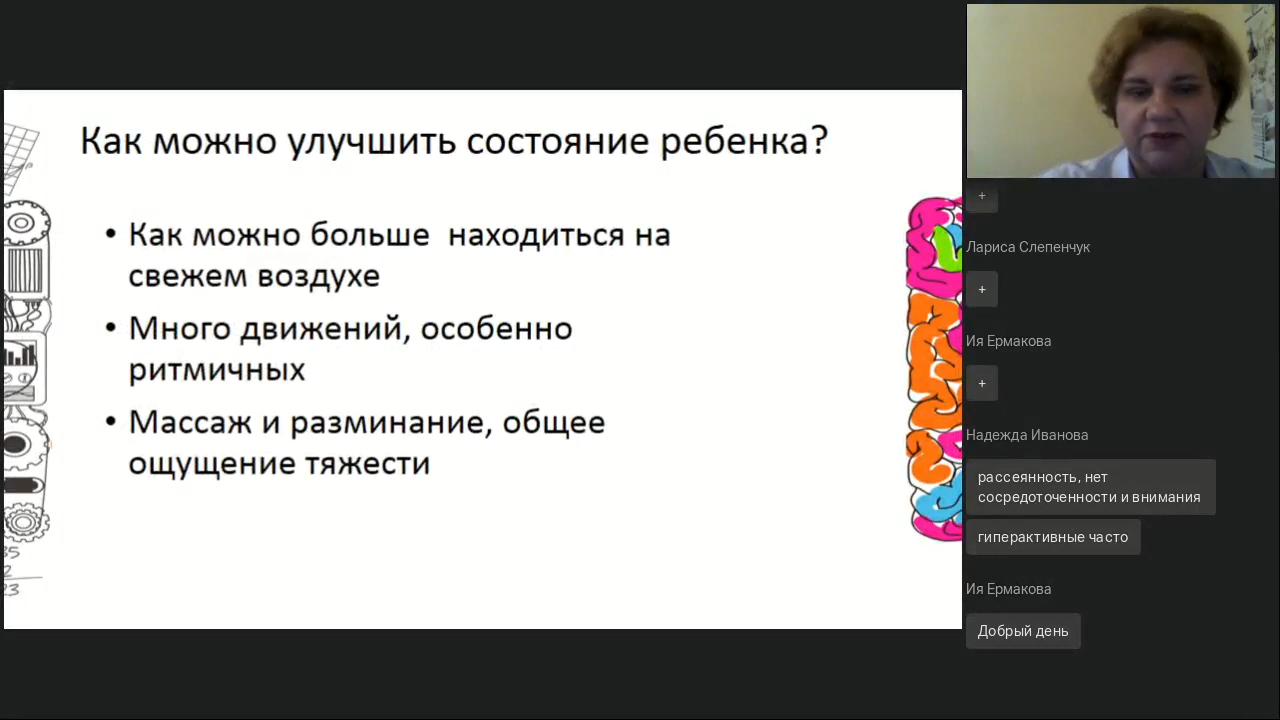 Как можно улучшить состояние ребенка?
• Как можно больше находиться на
свежем воздухе
• Много движений, особенно
ритмичных
• Массаж и разминание, общее
ощущение тяжести
+
Лариса Слепенчук
+
Ия Ермакова
+
Надежда Иванова
рассеянность, нет
сосредоточенности и внимания
гиперактивные часто
Ия Ермакова
Добрый день